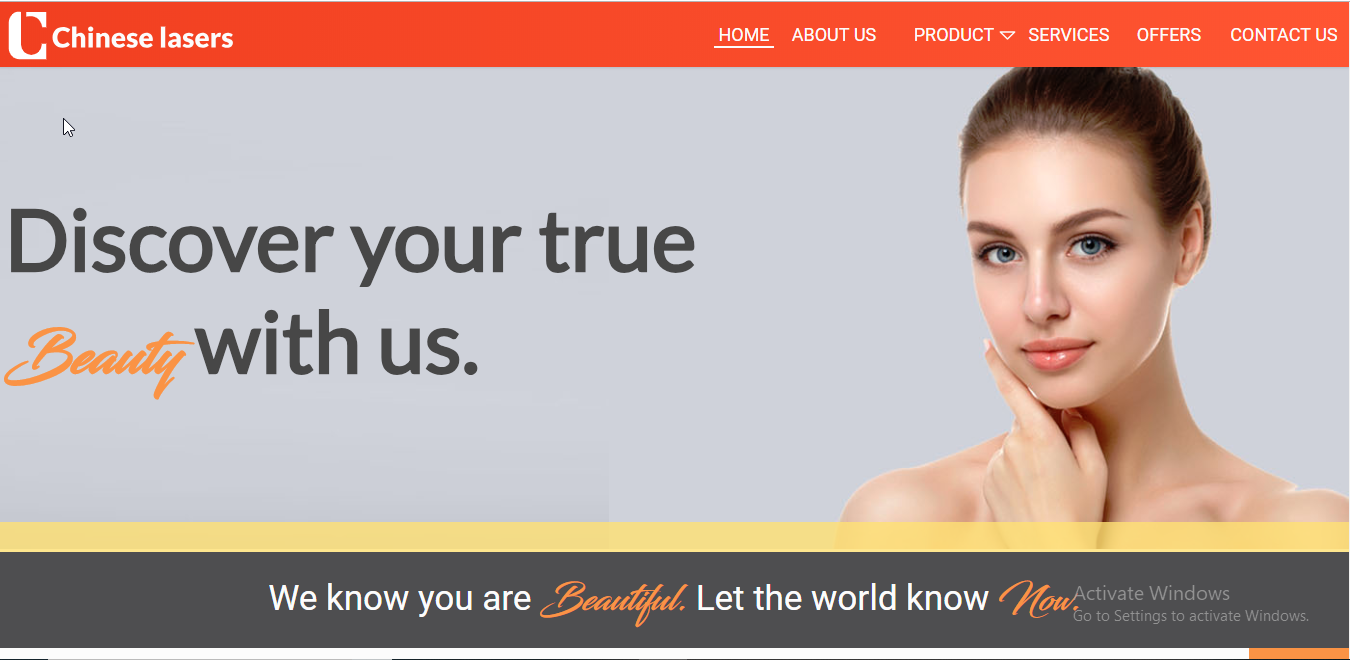 Chinese lasers
HOME ABOUT US PRODUCT SERVICES OFFERS CONTACT US
Discover your true
Beauty with us.
We know you are Beautiful. Let the world know Now.
Activate Windows
Go to Settings to activate Windows.